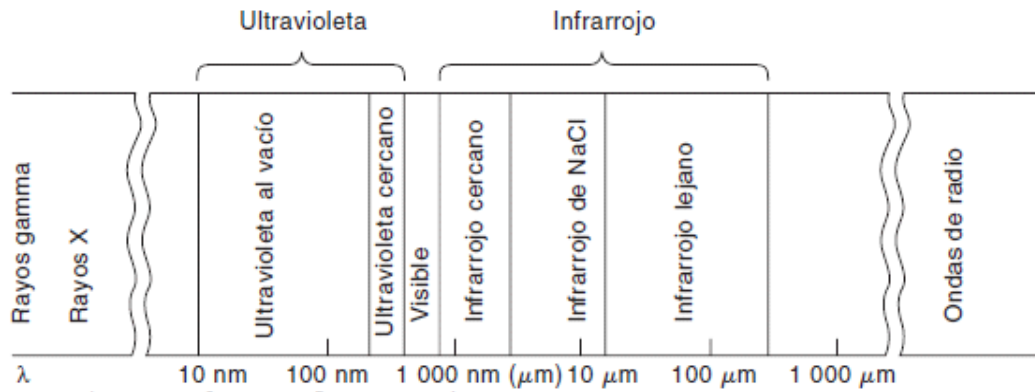 Ultravioleta
Infrarrojo
Rayos gamma
Rayos X
Ultravioleta al vacío
Ultravioleta cercano
Visible
Infrarrojo cercano
Infrarrojo de NaCl
Infrarrojo lejano
Ondas de radio
λ 10 nm 100 nm 1 000 nm (μm) 10 μm 100 μm 1 000 μm